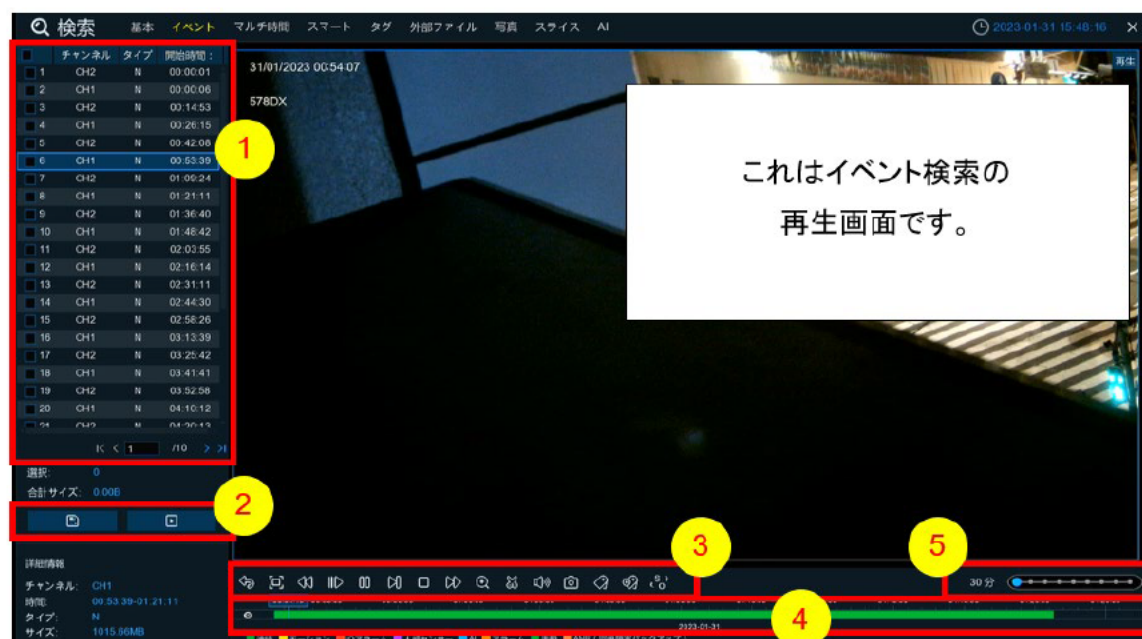 検索 基本 イベント マルチ時間 スマート タグ 外部ファイル 写真 スライス AI 2023-01-31 15:48:16 ×
チャンネル タイプ 開始時間
1 CH2 N 00:00:01
2 CH1 N 00:00:06
3 CH2 N 00:14:53
4 CH1 N 00:26:15
5 CH2 N 00:42:08
6 CH1 N 00:53:39
7 CH2 N 01:09:24
8 CH1 N 01:21:11
9 CH2 N 01:36:40
10 CH1 N 01:48:42
11 CH2 N 02:03:55
12 CH1 N 02:16:14
13 CH2 N 02:31:11
14 CH1 N 02:44:30
15 CH2 N 02:58:26
16 CH1 N 03:13:39
17 CH2 N 03:25:42
18 CH1 N 03:41:41
19 CH2 N 03:52:58
20 CH1 N 04:10:12
21 CH2 N 04:20:13
1 /10
1
選択: 0
合計サイズ: 0.00B
2
詳細情報
チャンネル: CH1
時間: 00:53:39-01:21:11
タイプ: N
サイズ: 1015.66MB
31/01/2023 00:54:07
再生
578DX
これはイベント検索の
再生画面です。
3
5
30分
4
2023-01-31